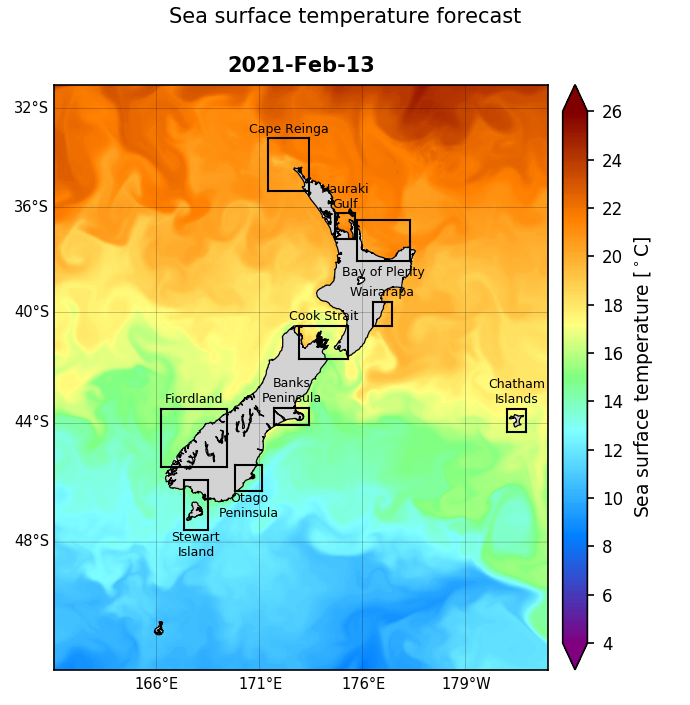 Sea surface temperature forecast
2021-Feb-13
32°S
36°S
40°S
44°S
48°S
166°E
171°E
176°E
179°W
Cape Reinga
Hauraki
Gulf
Bay of Plenty
Wairarapa
Cook Strait
Banks
Peninsula
Fiordland
Chatham
Islands
Otago
Peninsula
Stewart
Island
26
24
22
20
18
16
14
12
10
8
6
4
Sea surface temperature [°C]